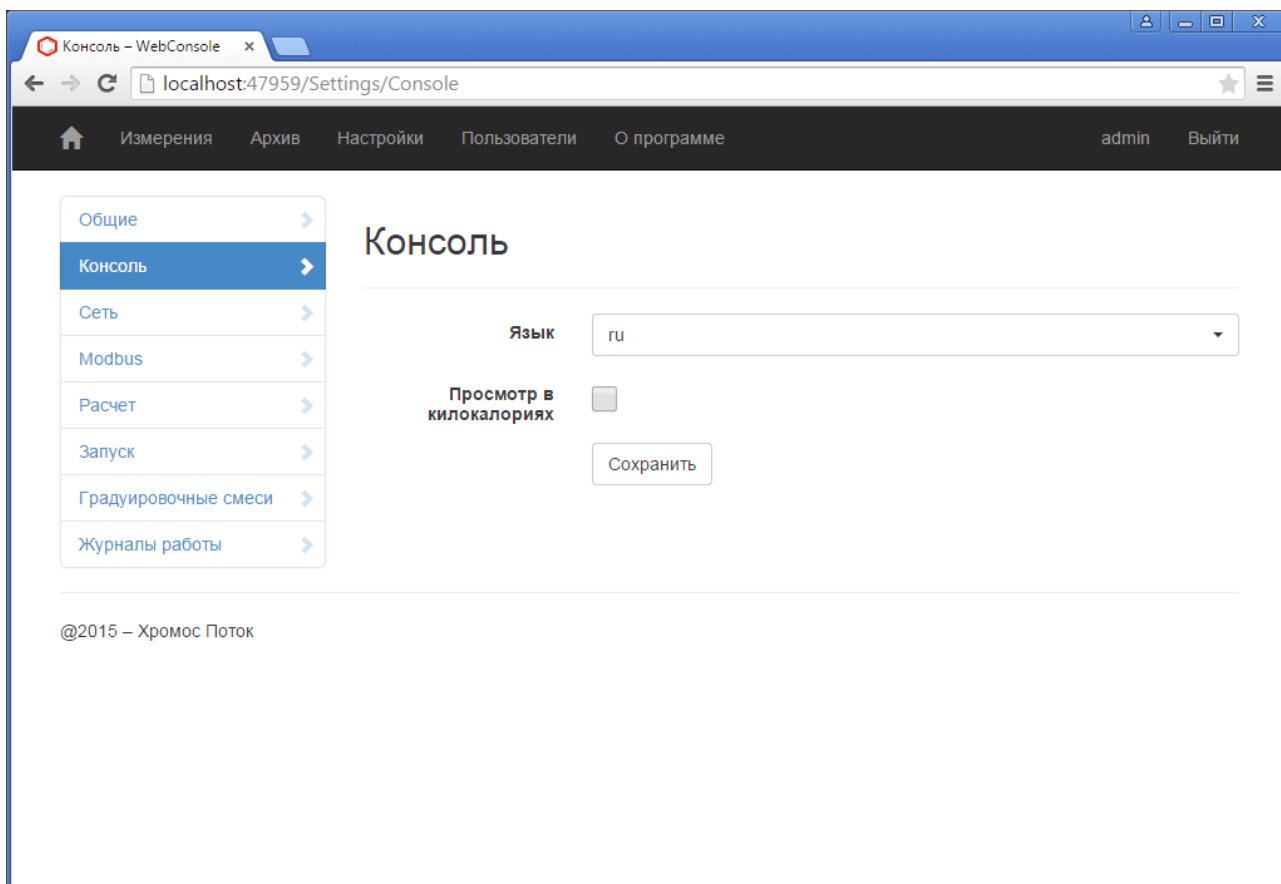 Консоль – WebConsole
localhost:47959/Settings/Console
Измерения Архив Настройки Пользователи О программе admin Выйти
Общие
Консоль
Сеть
Modbus
Расчет
Запуск
Градуировочные смеси
Журналы работы
Консоль
Язык ru
Просмотр в
килокалориях
Сохранить
@2015 – Хромос Поток